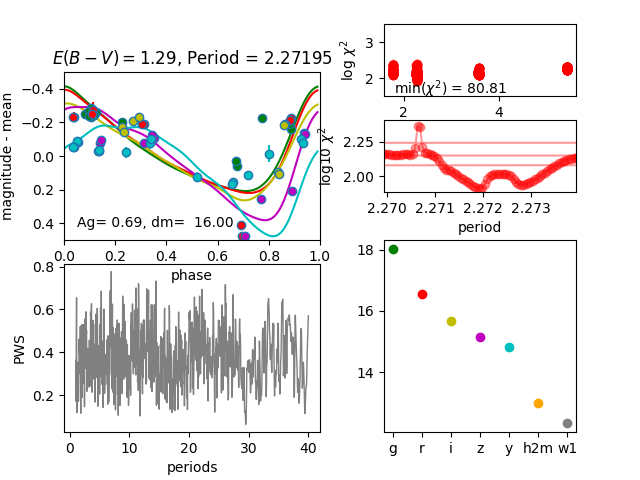 E(B − V) = 1.29, Period = 2.27195
magnitude - mean
−0.4
−0.2
0.0
0.2
0.4
Ag= 0.69, dm=  16.00
0.0 0.2 0.4 0.6 0.8 1.0
phase
log χ²
3
2
min(χ²) = 80.81
2 4
log10 χ²
2.25
2.00
2.270 2.271 2.272 2.273
period
PWS
0.8
0.6
0.4
0.2
0 10 20 30 40
periods
18
16
14
g r i z y h2m w1